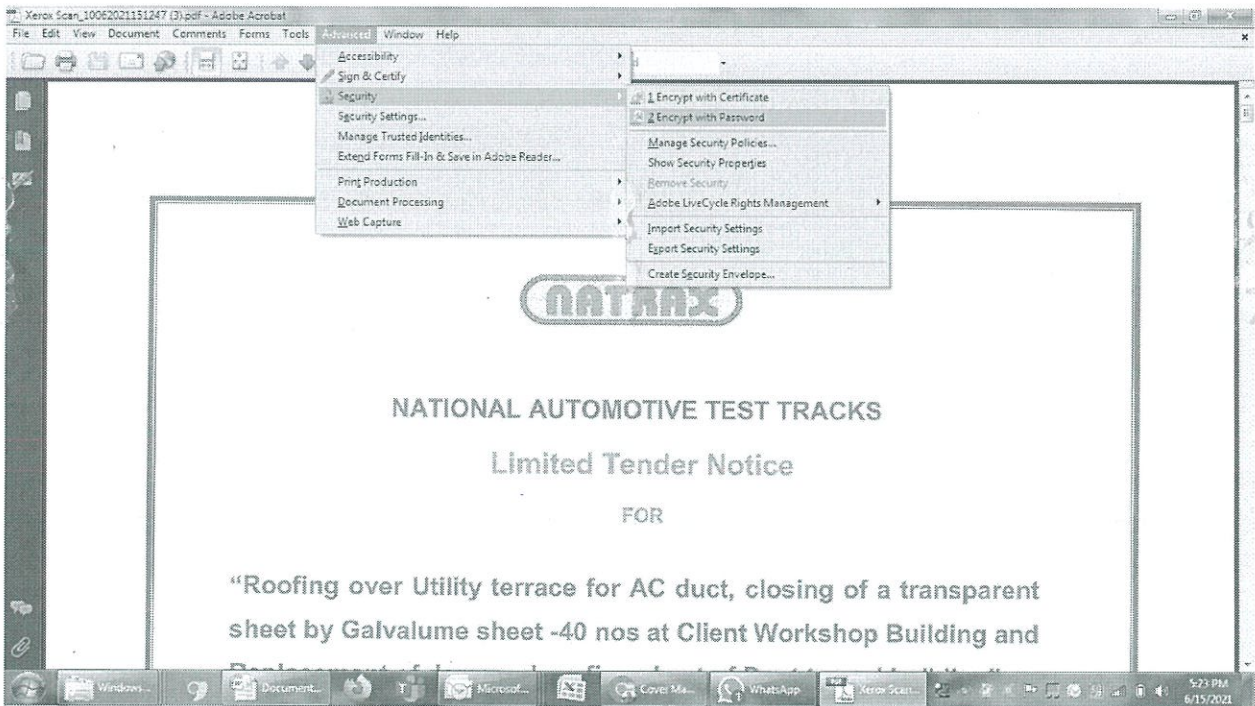 Xerox Scan_10062021151247 (3).pdf - Adobe Acrobat
File Edit View Document Comments Forms Tools Advanced Window Help
Accessibility
Sign & Certify
Security
Security Settings...
Manage Trusted Identities...
Extend Forms Fill-In & Save in Adobe Reader...
Print Production
Document Processing
Web Capture
1 Encrypt with Certificate
2 Encrypt with Password
Manage Security Policies...
Show Security Properties
Remove Security
Adobe LiveCycle Rights Management
Import Security Settings
Export Security Settings
Create Security Envelope...
NATRAX
NATIONAL AUTOMOTIVE TEST TRACKS
Limited Tender Notice
FOR
“Roofing over Utility terrace for AC duct, closing of a transparent
sheet by Galvalume sheet -40 nos at Client Workshop Building and
Windows... Document... Microsof... Cover Ma... WhatsApp Xerox Scan...
5:23 PM
6/15/2021